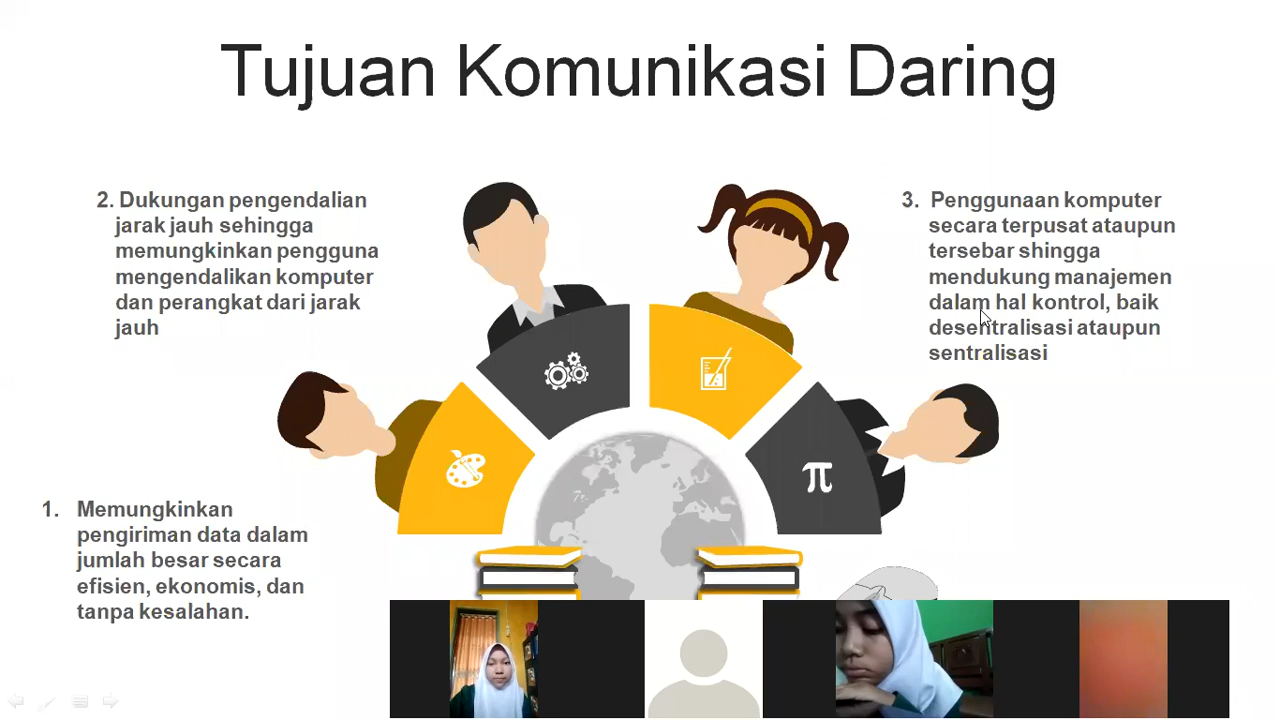 Tujuan Komunikasi Daring
2. Dukungan pengendalian
jarak jauh sehingga
memungkinkan pengguna
mengendalikan komputer
dan perangkat dari jarak
jauh
3. Penggunaan komputer
secara terpusat ataupun
tersebar shingga
mendukung manajemen
dalam hal kontrol, baik
desentralisasi ataupun
sentralisasi
π
1. Memungkinkan
pengiriman data dalam
jumlah besar secara
efisien, ekonomis, dan
tanpa kesalahan.